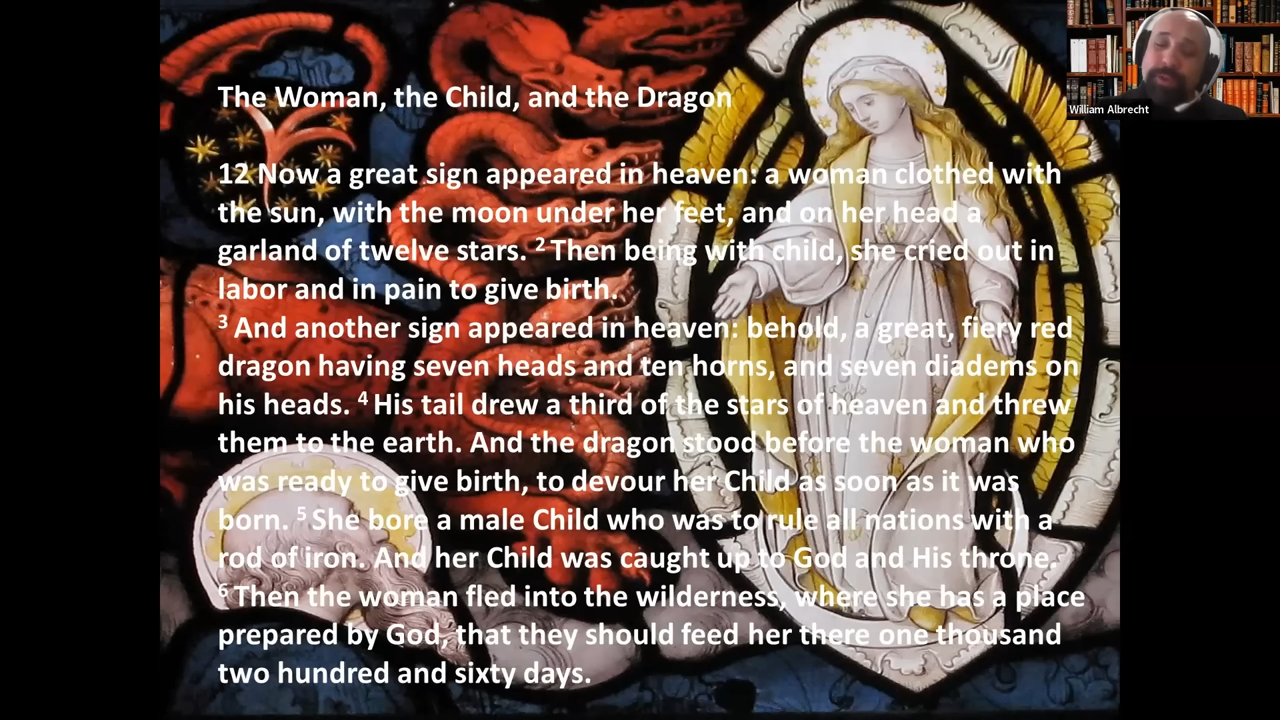 The Woman, the Child, and the Dragon
12 Now a great sign appeared in heaven: a woman clothed with
the sun, with the moon under her feet, and on her head a
garland of twelve stars. 2 Then being with child, she cried out in
labor and in pain to give birth.
3 And another sign appeared in heaven: behold, a great, fiery red
dragon having seven heads and ten horns, and seven diadems on
his heads. 4 His tail drew a third of the stars of heaven and threw
them to the earth. And the dragon stood before the woman who
was ready to give birth, to devour her Child as soon as it was
born. 5 She bore a male Child who was to rule all nations with a
rod of iron. And her Child was caught up to God and His throne.
6 Then the woman fled into the wilderness, where she has a place
prepared by God, that they should feed her there one thousand
two hundred and sixty days.
William Albrecht